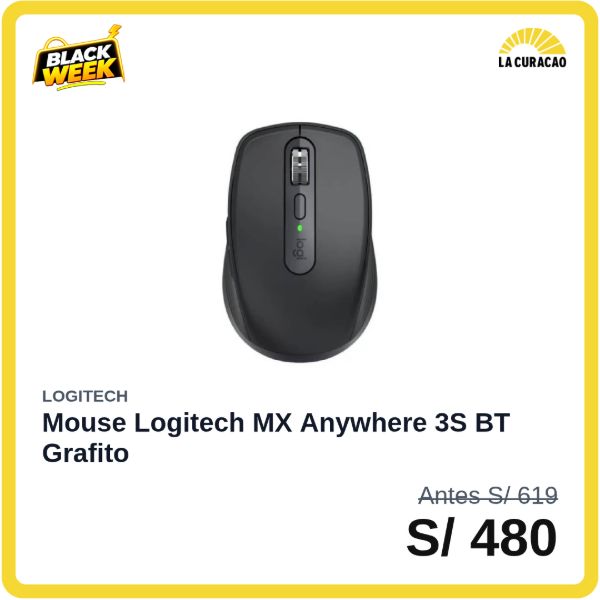 BLACK
WEEK
LA CURACAO
logi
LOGITECH
Mouse Logitech MX Anywhere 3S BT
Grafito
Antes S/ 619
S/ 480